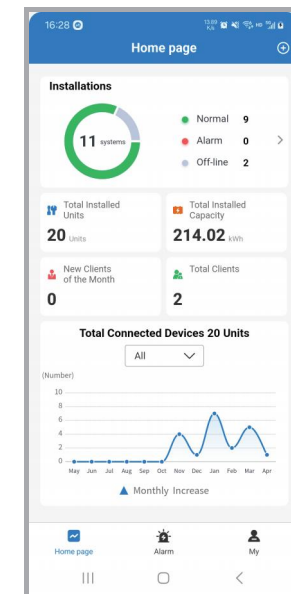 16:28
13.89
K/s
Home page
Installations
11 systems
Normal 9
Alarm 0
Off-line 2
Total Installed
Units
20 Units
Total Installed
Capacity
214.02 kWh
New Clients
of the Month
0
Total Clients
2
Total Connected Devices 20 Units
All
(Number)
10
8
6
4
2
0
May Jun Jul Aug Sep Oct Nov Dec Jan Feb Mar Apr
Monthly Increase
Home page
Alarm
My